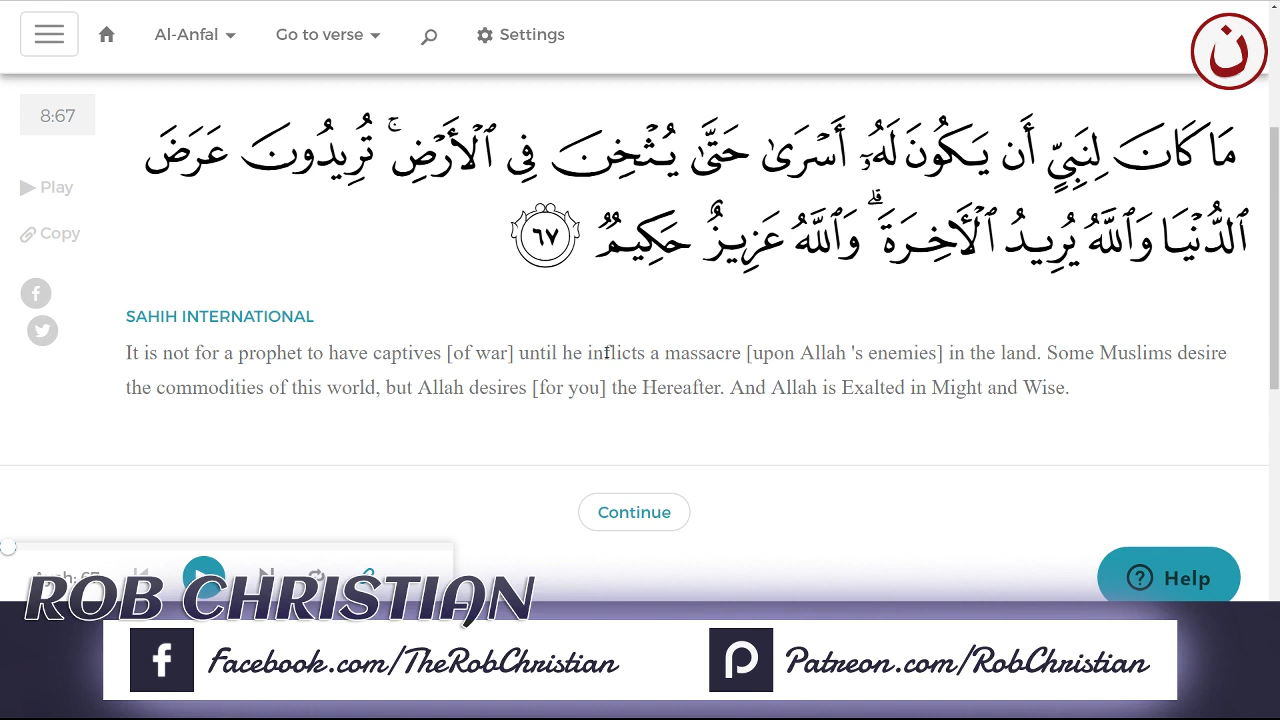 Al-Anfal
Go to verse
Settings
ن
8:67
مَا كَانَ لِنَبِيٍّ أَن يَكُونَ لَهُۥٓ أَسْرَىٰ حَتَّىٰ يُثْخِنَ فِى ٱلْأَرْضِ ۚ تُرِيدُونَ عَرَضَ
ٱلدُّنْيَا وَٱللَّهُ يُرِيدُ ٱلْأَخِرَةَ ۗ وَٱللَّهُ عَزِيزٌ حَكِيمٌ ٦٧
Play
Copy
SAHIH INTERNATIONAL
It is not for a prophet to have captives [of war] until he inflicts a massacre [upon Allah 's enemies] in the land. Some Muslims desire
the commodities of this world, but Allah desires [for you] the Hereafter. And Allah is Exalted in Might and Wise.
Continue
Help
ROB CHRISTIAN
Facebook.com/TheRobChristian
Patreon.com/RobChristian